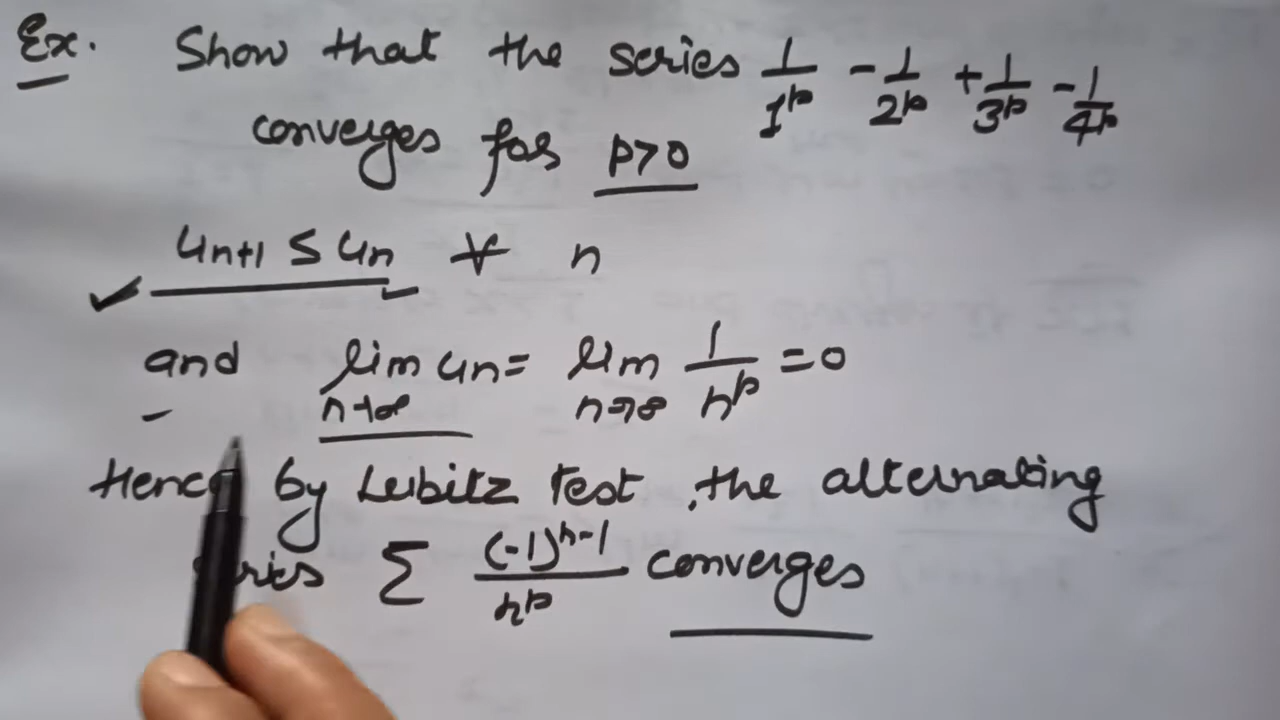 Ex. Show that the series 1/1^p - 1/2^p + 1/3^p - 1/4^p
converges for p>0
u_{n+1} ≤ u_n ∀ n
and lim_{n→∞} u_n = lim_{n→∞} 1/n^p = 0
Hence by Leibitz test, the alternating
series Σ (-1)^{n-1}/n^p converges